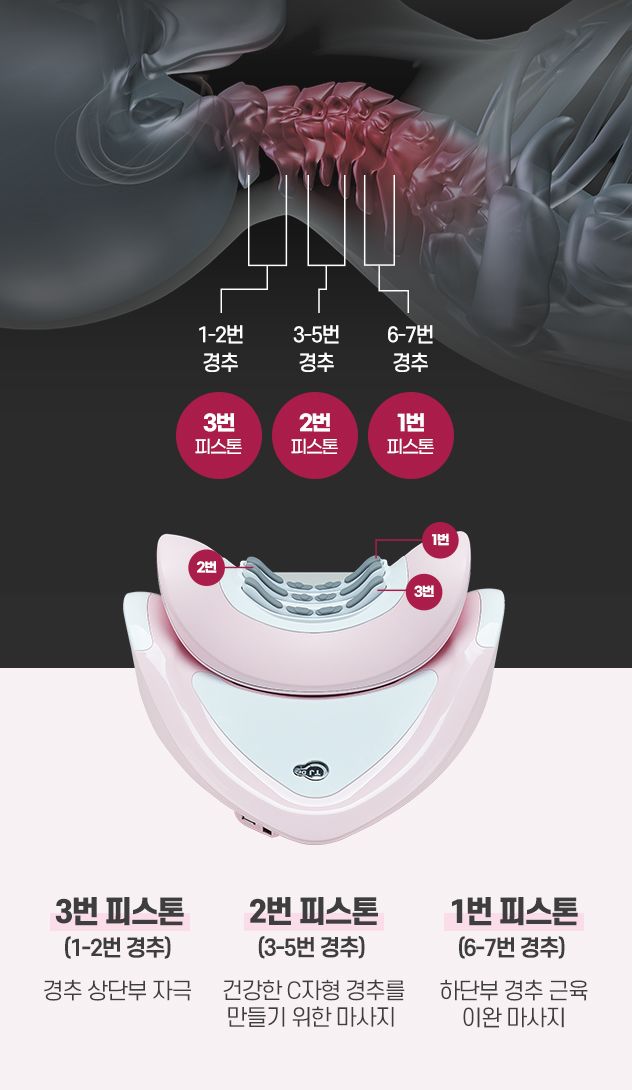 1-2번 3-5번 6-7번
경추 경추 경추
3번 2번 1번
피스톤 피스톤 피스톤
1번
2번
3번
3번 피스톤 2번 피스톤 1번 피스톤
(1-2번 경추) (3-5번 경추) (6-7번 경추)
경추 상단부 자극 건강한 C자형 경추를 하단부 경추 근육
만들기 위한 마사지 이완 마사지